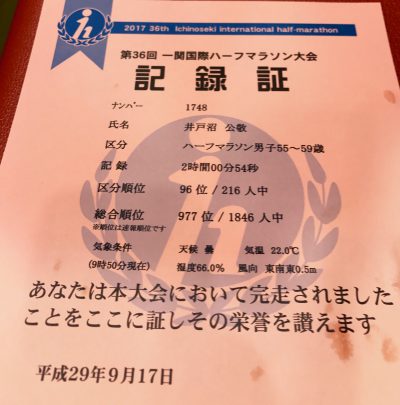 2017 36th Ichinoseki international half-marathon
第36回 一関国際ハーフマラソン大会
記録証
ナンバー 1748
氏名 井戸沼 公敬
区分 ハーフマラソン男子55～59歳
記録 2時間00分54秒
区分順位 96 位 / 216 人中
総合順位 977 位 / 1846 人中
※順位は速報順位です
気象条件 天候 曇 気温 22.0℃
(9時50分現在) 湿度66.0% 風向 東南東0.5m
あなたは本大会において完走されました
ことをここに証しその栄誉を讃えます
平成29年9月17日